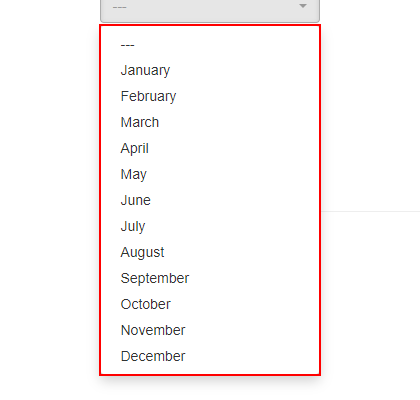 ---
---
January
February
March
April
May
June
July
August
September
October
November
December